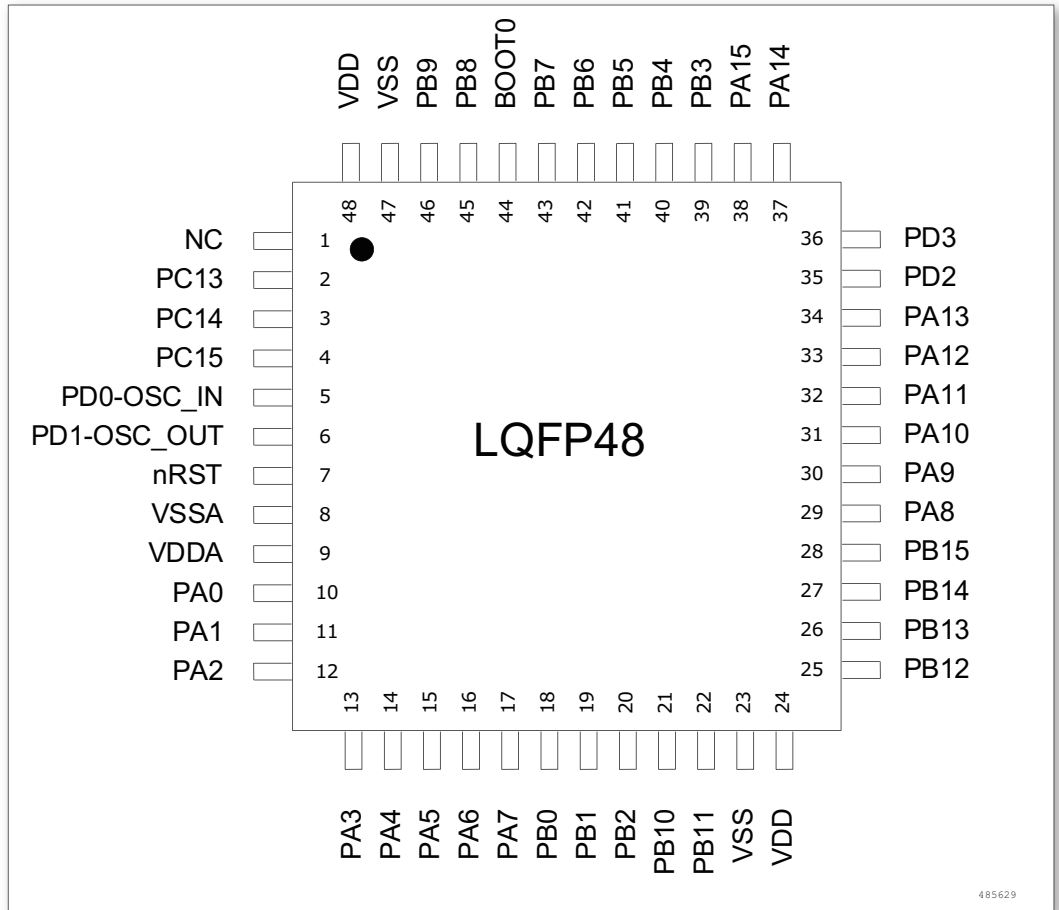 VDD
VSS
PB9
PB8
BOOT0
PB7
PB6
PB5
PB4
PB3
PA15
PA14
48
47
46
45
44
43
42
41
40
39
38
37
NC 1
PC13 2
PC14 3
PC15 4
PD0-OSC_IN 5
PD1-OSC_OUT 6
nRST 7
VSSA 8
VDDA 9
PA0 10
PA1 11
PA2 12
LQFP48
36 PD3
35 PD2
34 PA13
33 PA12
32 PA11
31 PA10
30 PA9
29 PA8
28 PB15
27 PB14
26 PB13
25 PB12
13
14
15
16
17
18
19
20
21
22
23
24
PA3
PA4
PA5
PA6
PA7
PB0
PB1
PB2
PB10
PB11
VSS
VDD
485629